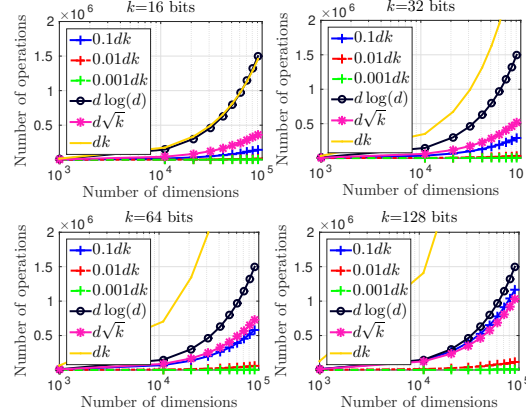 k=16 bits
×10^6
2
1.5
1
0.5
Number of operations
0.1dk
0.01dk
0.001dk
d log(d)
d√k
dk
10^3 10^4 10^5
Number of dimensions
k=32 bits
×10^6
2
1.5
1
0.5
Number of operations
0.1dk
0.01dk
0.001dk
d log(d)
d√k
dk
10^3 10^4 10^5
Number of dimensions
k=64 bits
×10^6
2
1.5
1
0.5
0
Number of operations
0.1dk
0.01dk
0.001dk
d log(d)
d√k
dk
10^3 10^4 10^5
Number of dimensions
k=128 bits
×10^6
2
1.5
1
0.5
0
Number of operations
0.1dk
0.01dk
0.001dk
d log(d)
d√k
dk
10^3 10^4 10^5
Number of dimensions